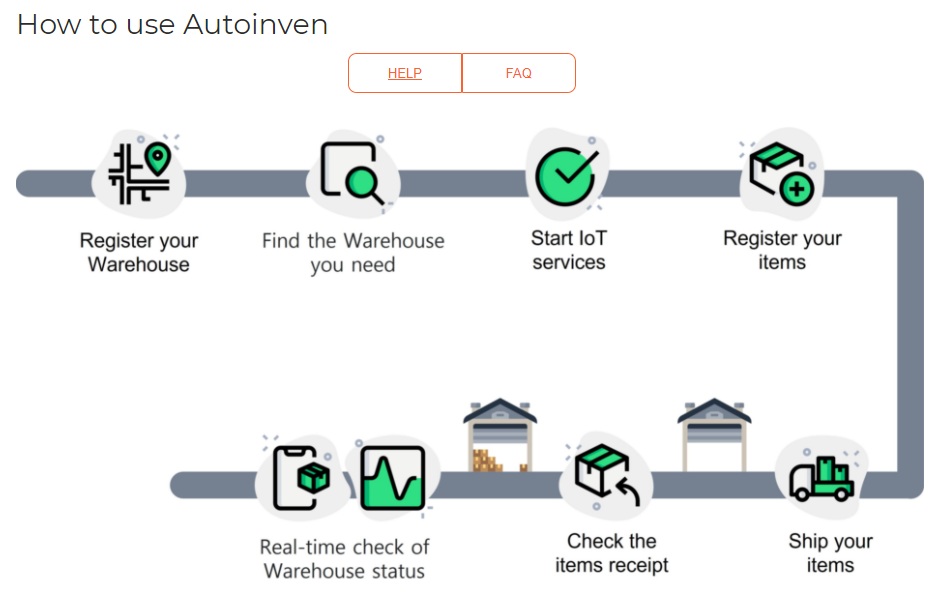 How to use Autoinven
HELP
FAQ
Register your
Warehouse
Find the Warehouse
you need
Start IoT
services
Register your
items
Real-time check of
Warehouse status
Check the
items receipt
Ship your
items